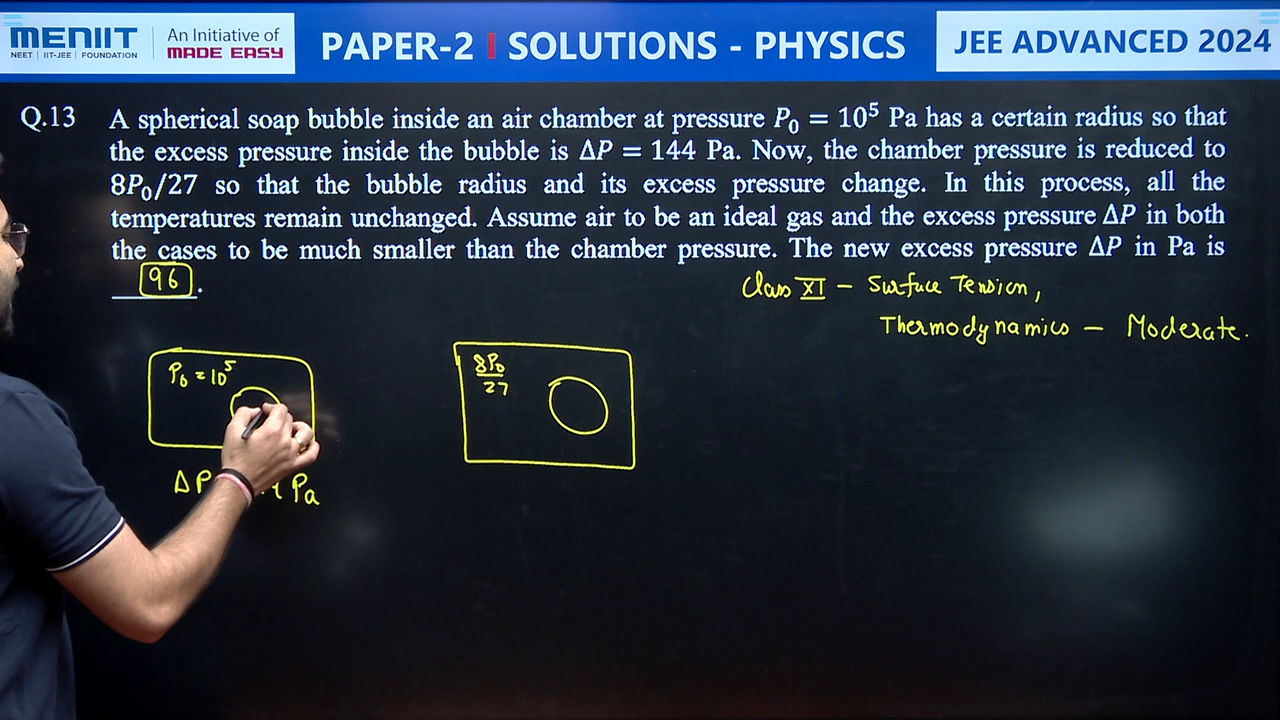 MENIIT
NEET | IIT-JEE | FOUNDATION
An Initiative of
MADE EASY
PAPER-2 | SOLUTIONS - PHYSICS
JEE ADVANCED 2024
Q.13 A spherical soap bubble inside an air chamber at pressure P₀ = 10⁵ Pa has a certain radius so that
the excess pressure inside the bubble is ΔP = 144 Pa. Now, the chamber pressure is reduced to
8P₀/27 so that the bubble radius and its excess pressure change. In this process, all the
temperatures remain unchanged. Assume air to be an ideal gas and the excess pressure ΔP in both
the cases to be much smaller than the chamber pressure. The new excess pressure ΔP in Pa is
96.
Class XI - Surface Tension,
Thermodynamics - Moderate.
P₀ = 10⁵
8P₀
27
ΔP Pa